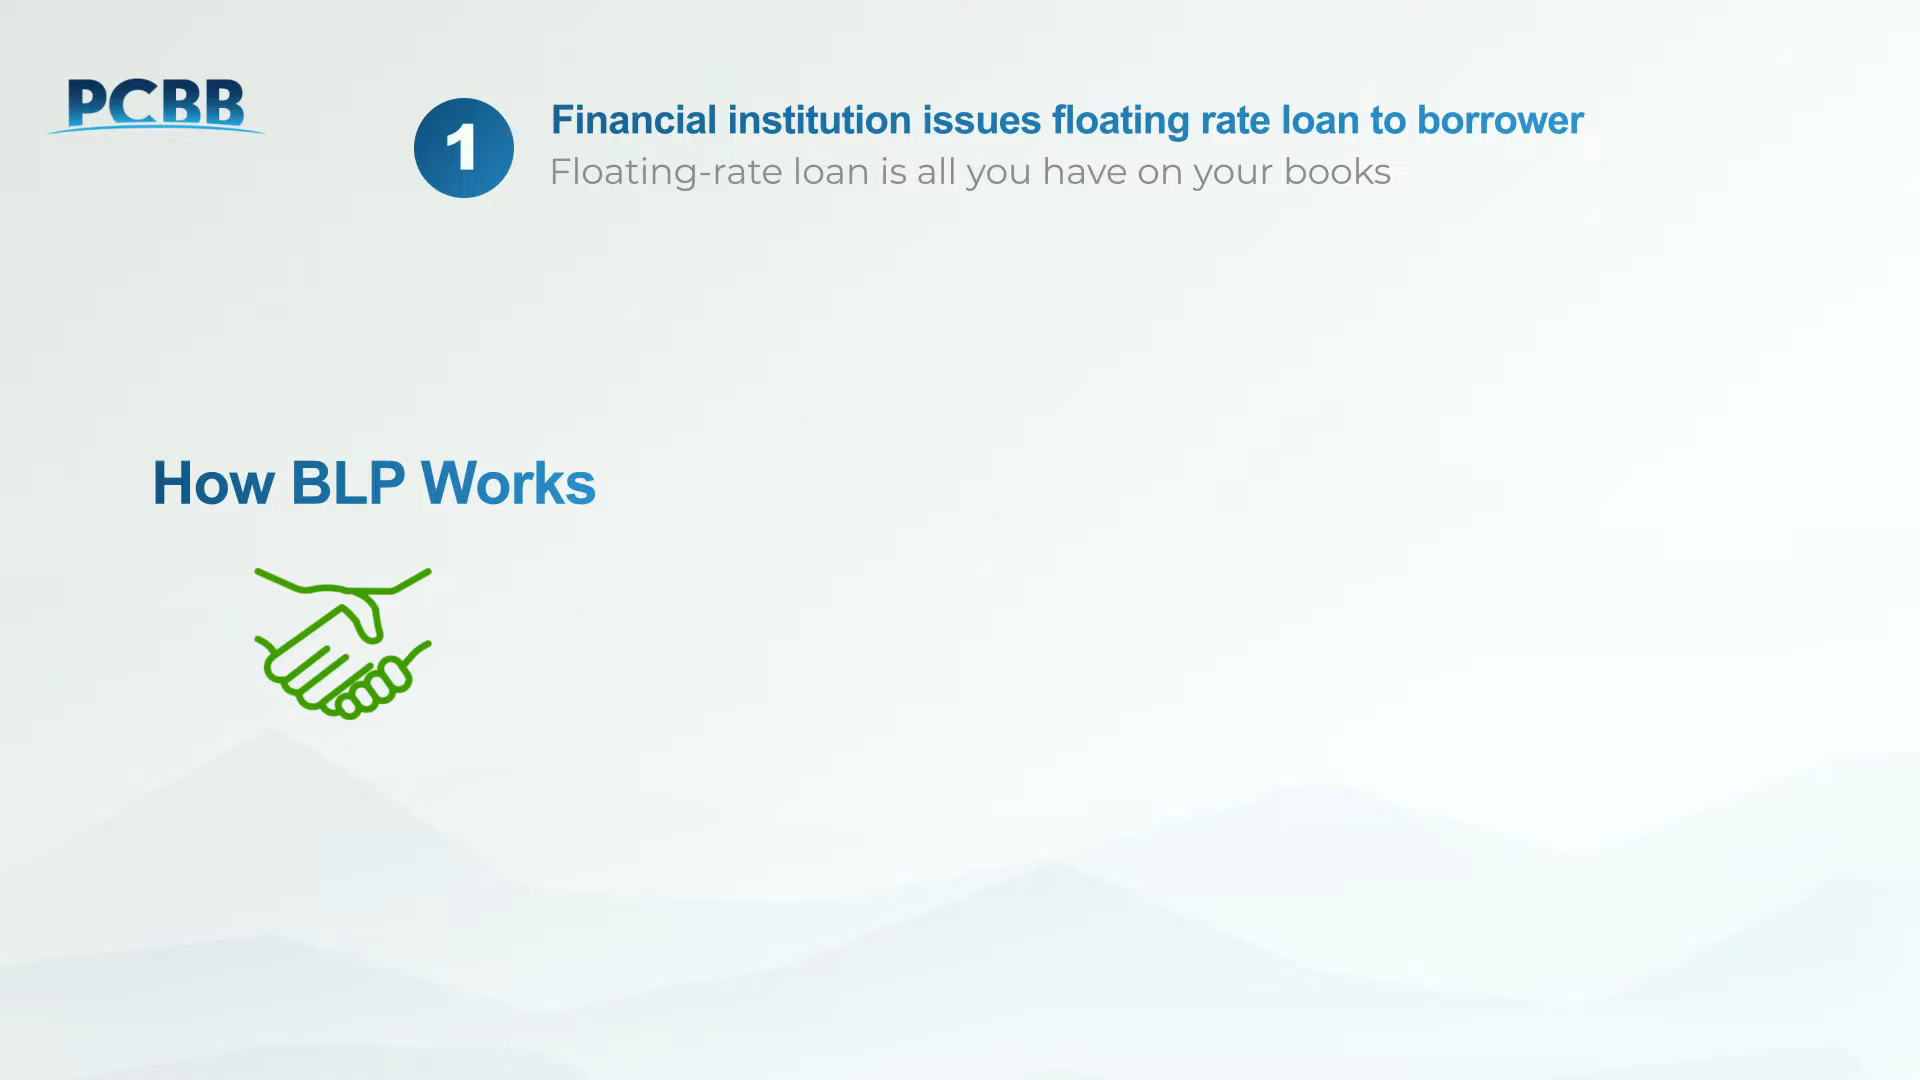 PCBB
1
Financial institution issues floating rate loan to borrower
Floating-rate loan is all you have on your books
How BLP Works